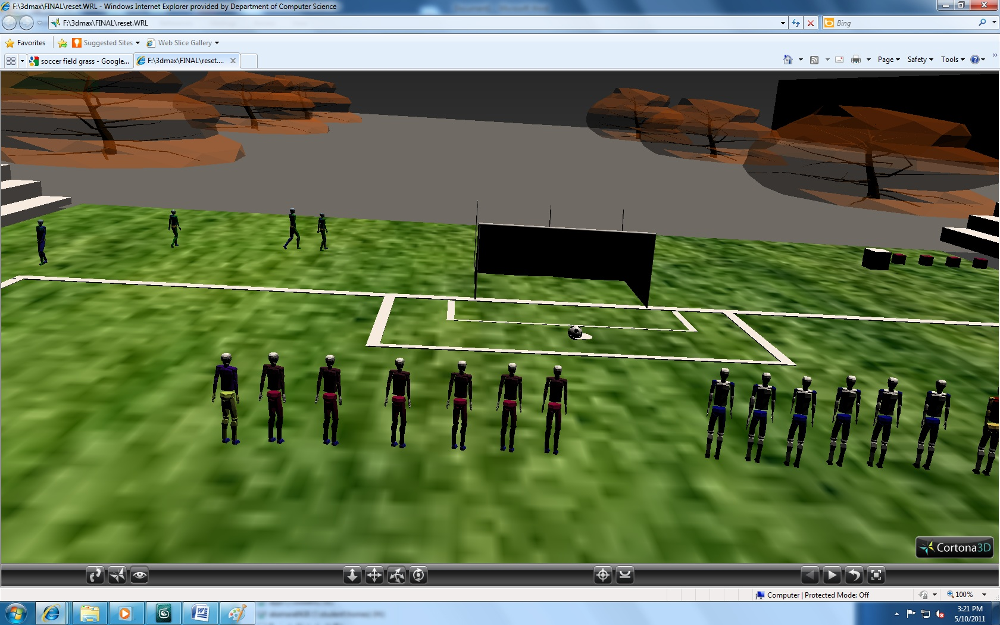 F:\3dmax\FINAL\reset.WRL - Windows Internet Explorer provided by Department of Computer Science
F:\3dmax\FINAL\reset.WRL
Bing
Favorites
Suggested Sites
Web Slice Gallery
soccer field grass - Google...
F:\3dmax\FINAL\reset....
Page
Safety
Tools
Cortona3D
Computer | Protected Mode: Off
100%
3:21 PM
5/10/2011